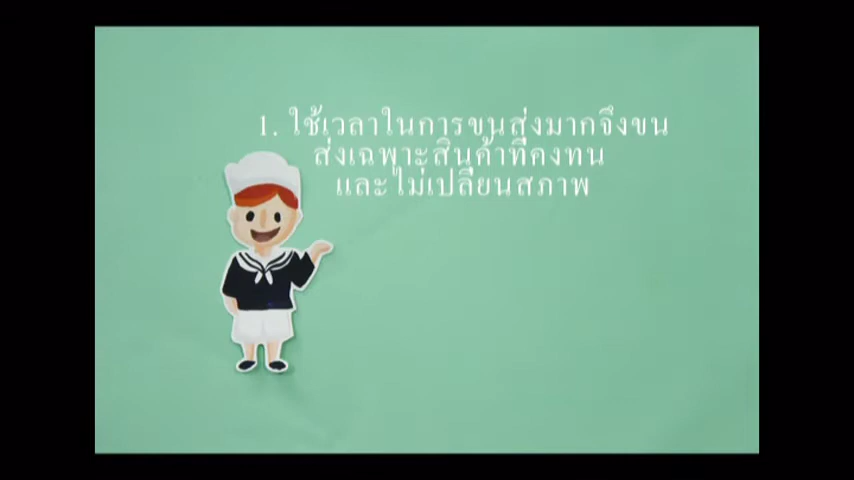 1. ใช้เวลาในการขนส่งมากจึงขน
ส่งเฉพาะสินค้าที่คงทน
และไม่เปลี่ยนสภาพ